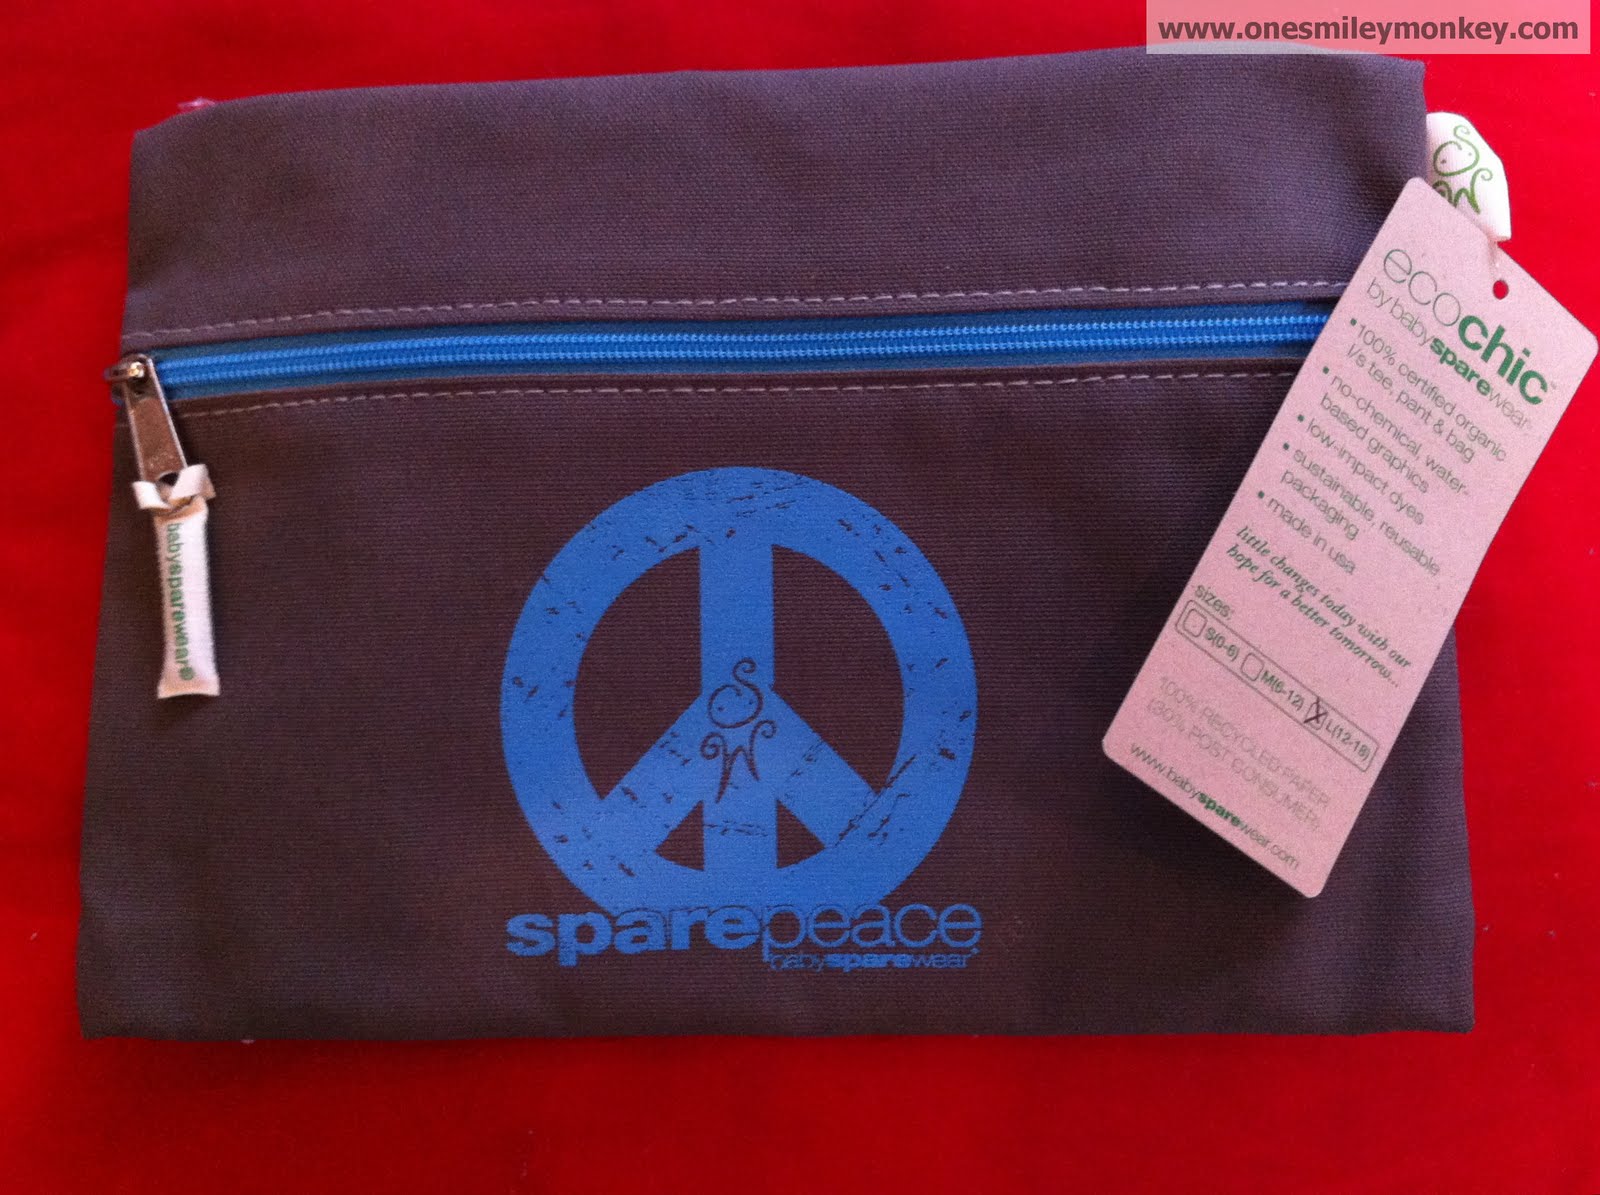 www.onesmileymonkey.com
ecochic™
by babysparewear®
• 100% certified organic
l/s tee, pant & bag
• no-chemical, water-
based graphics
• low-impact dyes
• sustainable, reusable
packaging
• made in usa
little changes today with our
hope for a better tomorrow...
sizes:
S(0-6) M(6-12) L(12-18)
100% RECYCLED PAPER
(30% POST CONSUMER)
www.babysparewear.com
babysparewear®
sparepeace
babysparewear